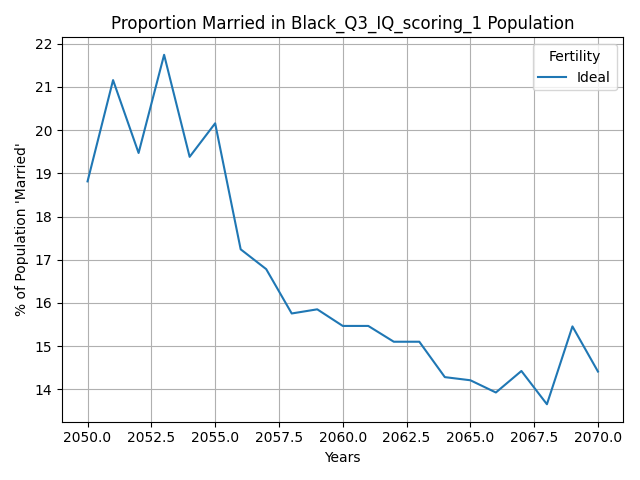 Proportion Married in Black_Q3_IQ_scoring_1 Population
Fertility
Ideal
% of Population 'Married'
22
21
20
19
18
17
16
15
14
2050.0 2052.5 2055.0 2057.5 2060.0 2062.5 2065.0 2067.5 2070.0
Years